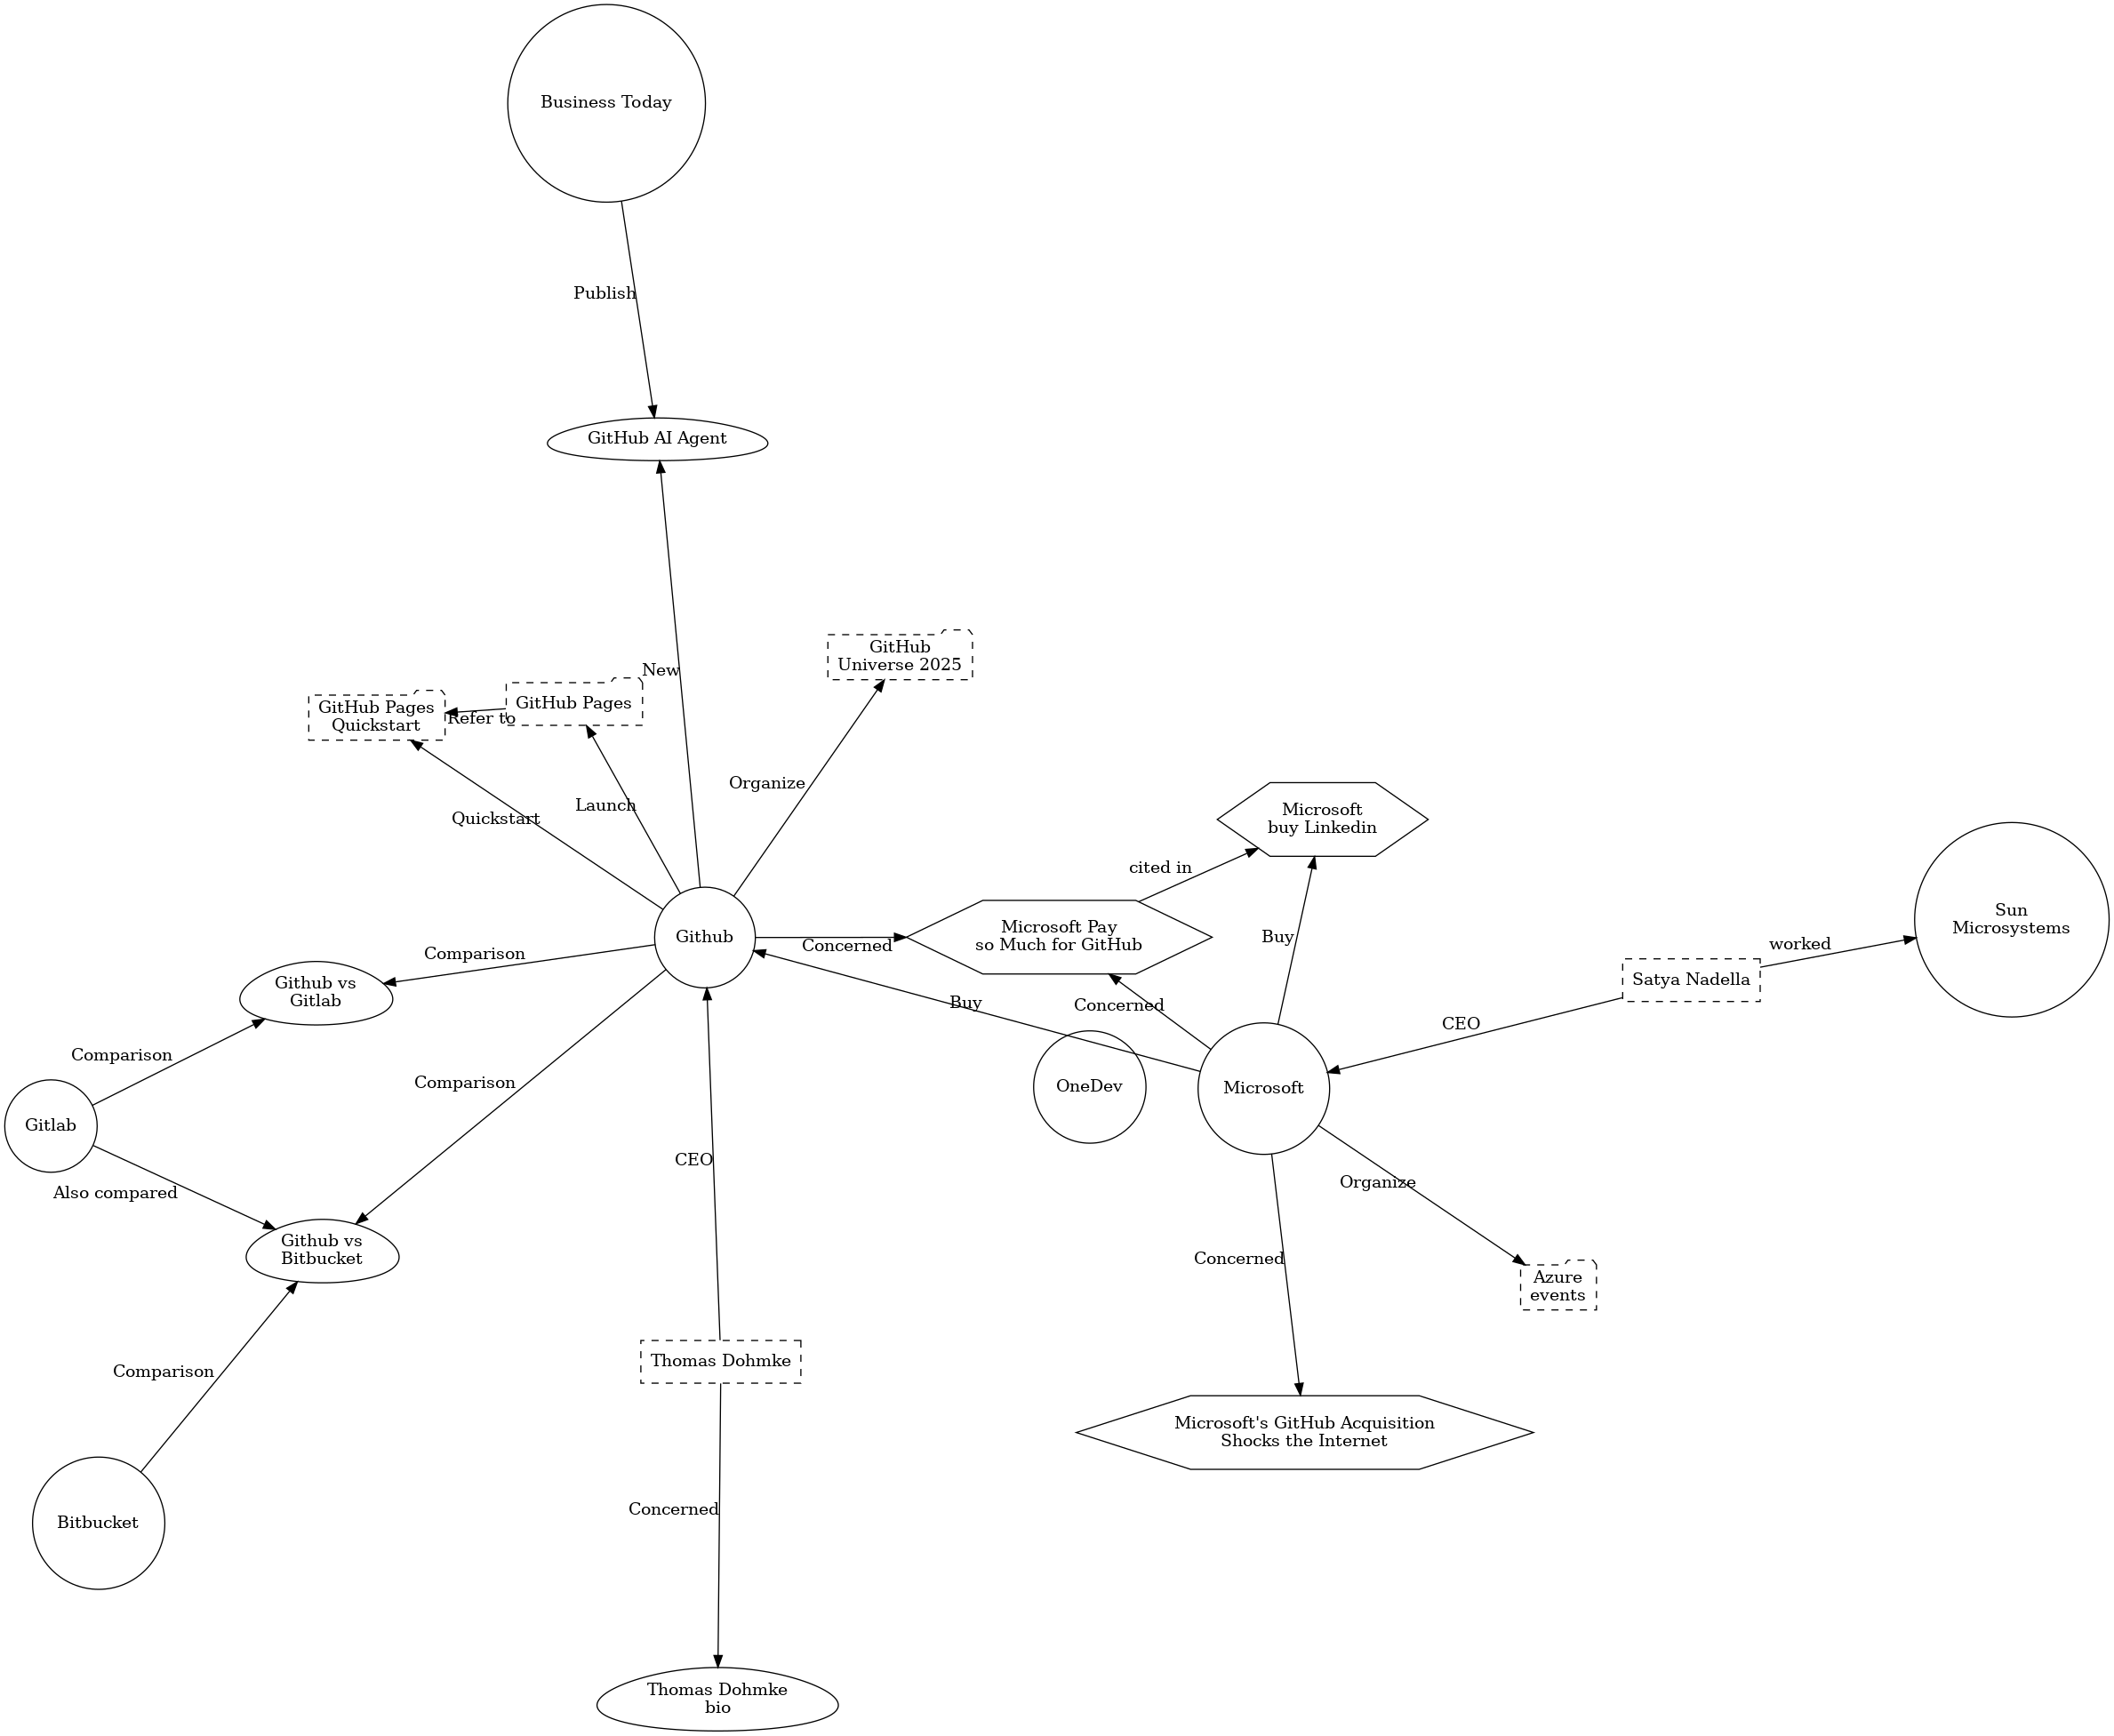 Business Today
Publish
GitHub AI Agent
New
GitHub
Universe 2025
GitHub Pages
Quickstart
Refer to
GitHub Pages
Organize
Launch
Quickstart
Microsoft
buy Linkedin
cited in
Github
Concerned
Microsoft Pay
so Much for GitHub
Buy
Sun
Microsystems
worked
Satya Nadella
Comparison
Github vs
Gitlab
Buy
Concerned
CEO
Comparison
Comparison
OneDev
Microsoft
Gitlab
CEO
Organize
Also compared
Github vs
Bitbucket
Concerned
Azure
events
Comparison
Thomas Dohmke
Microsoft's GitHub Acquisition
Shocks the Internet
Concerned
Bitbucket
Thomas Dohmke
bio